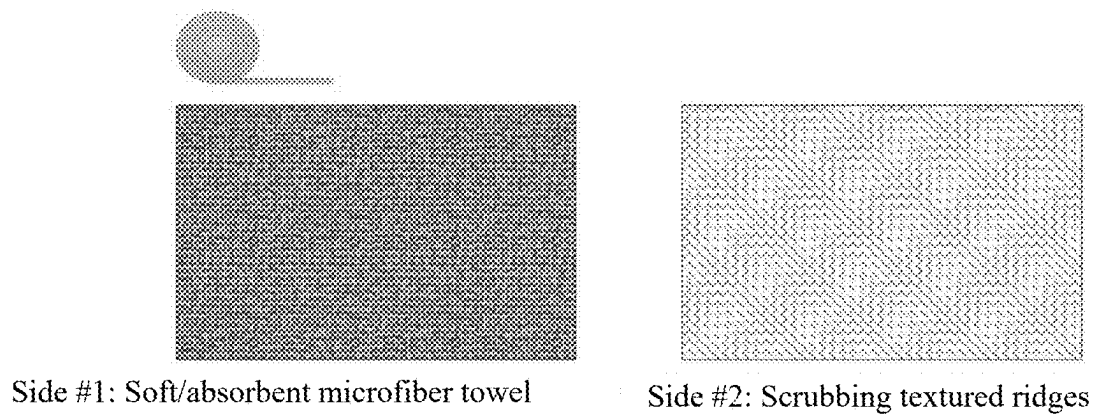 Side #1: Soft/absorbent microfiber towel
Side #2: Scrubbing textured ridges